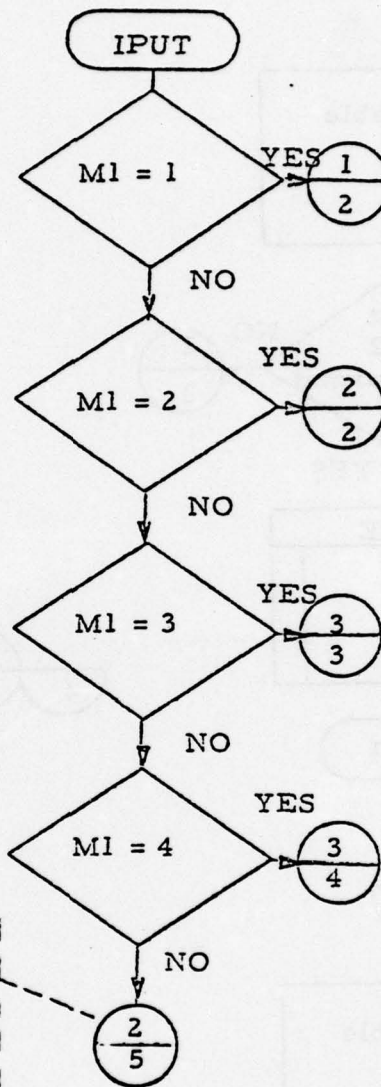 IPUT
M1 = 1
YES
1
2
NO
M1 = 2
YES
2
2
NO
M1 = 3
YES
3
3
NO
M1 = 4
YES
3
4
NO
2
5